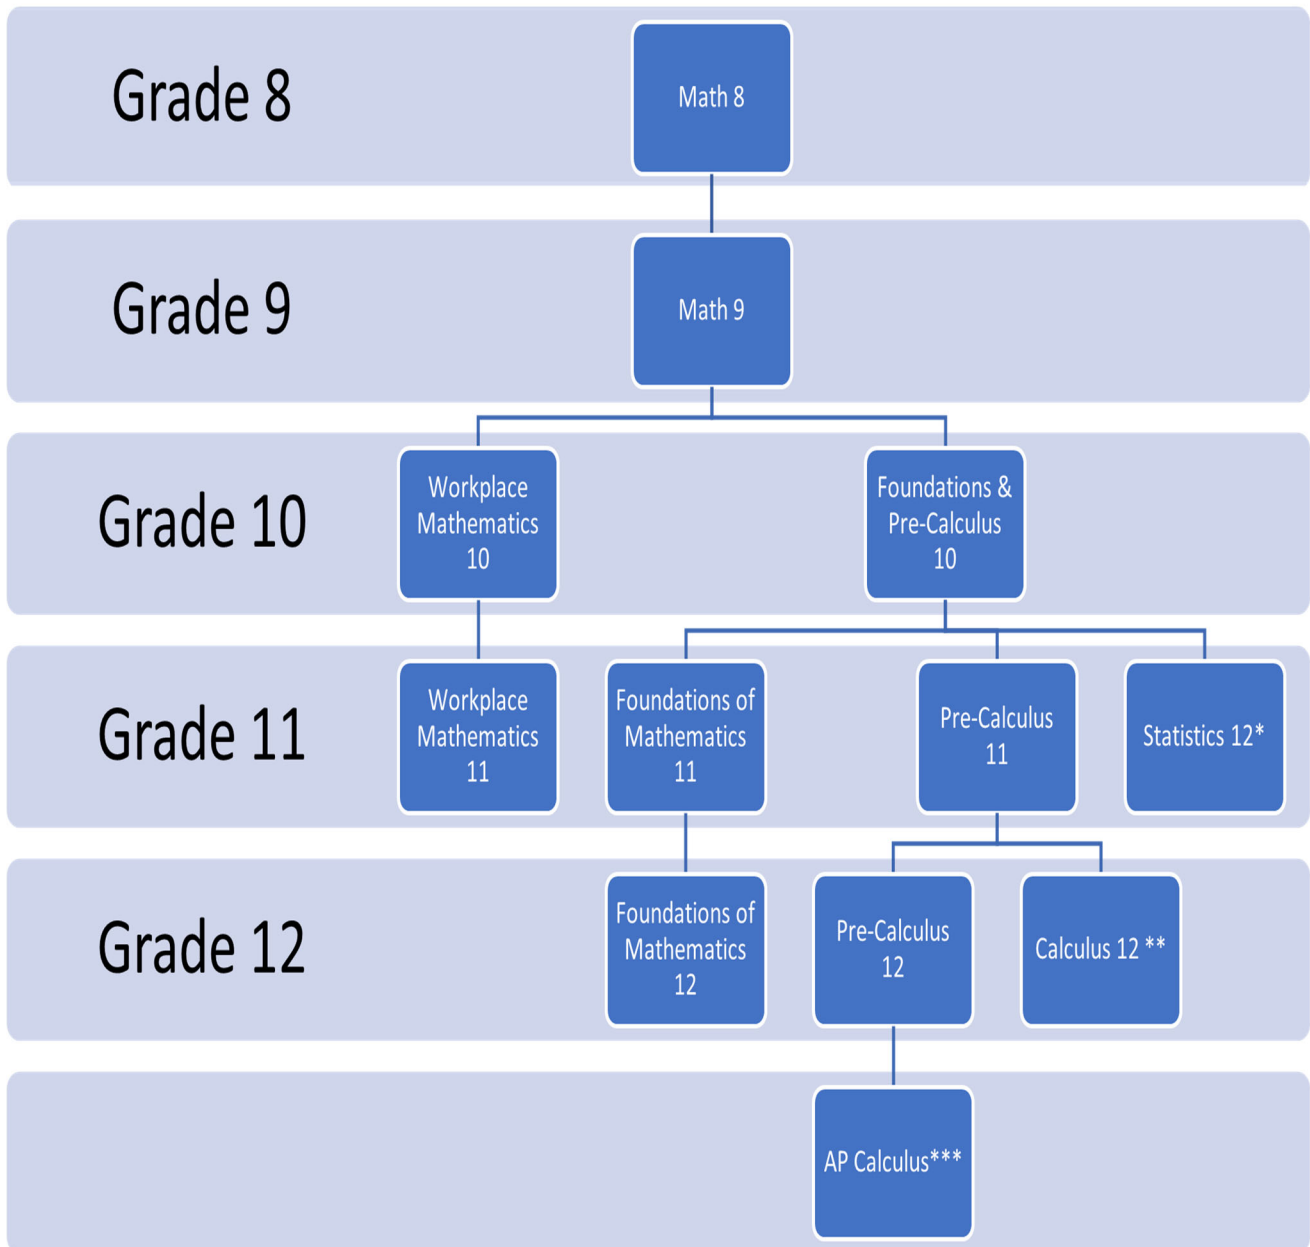 Grade 8
Math 8
Grade 9
Math 9
Grade 10
Workplace
Mathematics
10
Foundations &
Pre-Calculus
10
Grade 11
Workplace
Mathematics
11
Foundations of
Mathematics
11
Pre-Calculus
11
Statistics 12*
Grade 12
Foundations of
Mathematics
12
Pre-Calculus
12
Calculus 12 **
AP Calculus***